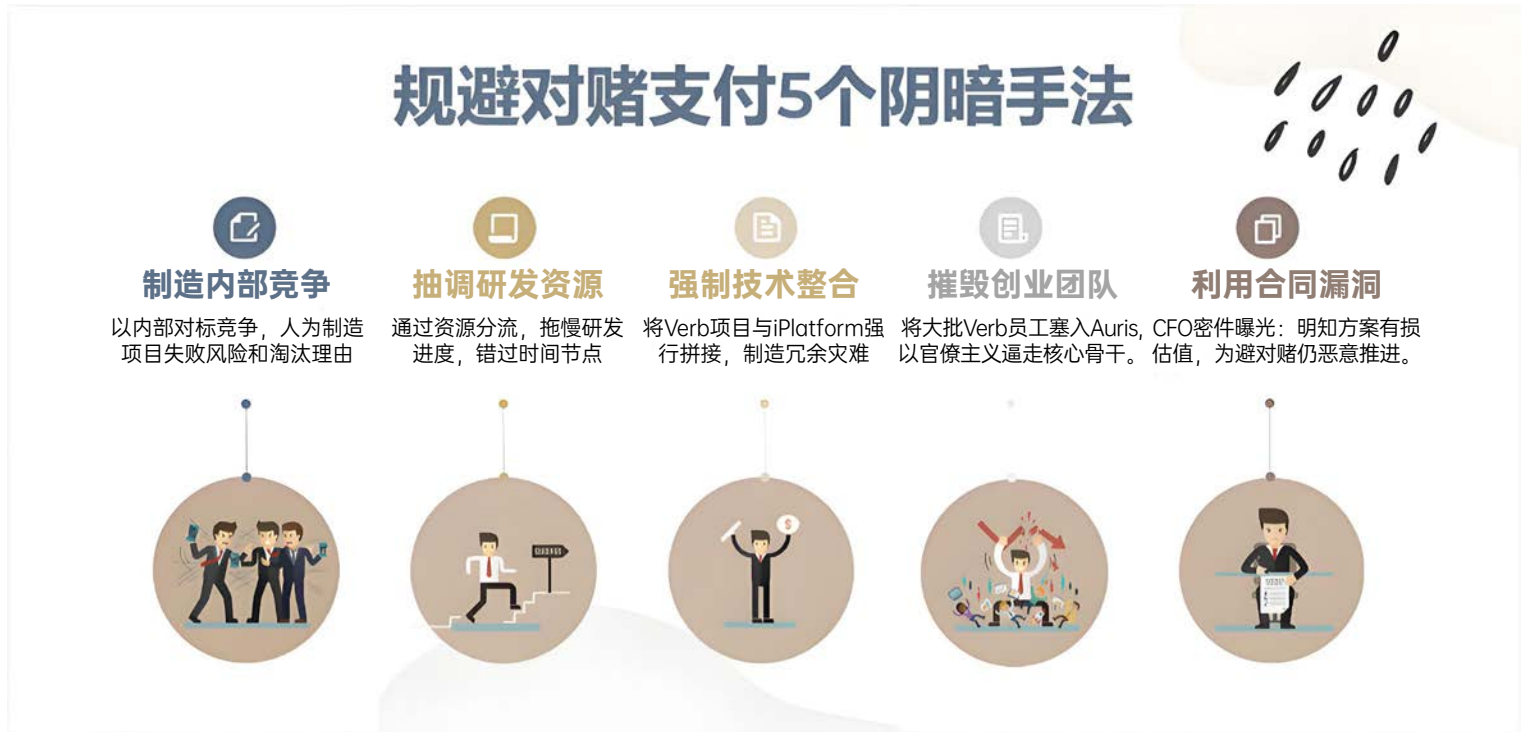 规避对赌支付5个阴暗手法
制造内部竞争
以内部对标竞争，人为制造
项目失败风险和淘汰理由
抽调研发资源
通过资源分流，拖慢研发
进度，错过时间节点
强制技术整合
将Verb项目与iPlatform强
行拼接，制造冗余灾难
摧毁创业团队
将大批Verb员工塞入Auris,
以官僚主义逼走核心骨干。
利用合同漏洞
CFO密件曝光：明知方案有损
估值，为避对赌仍恶意推进。